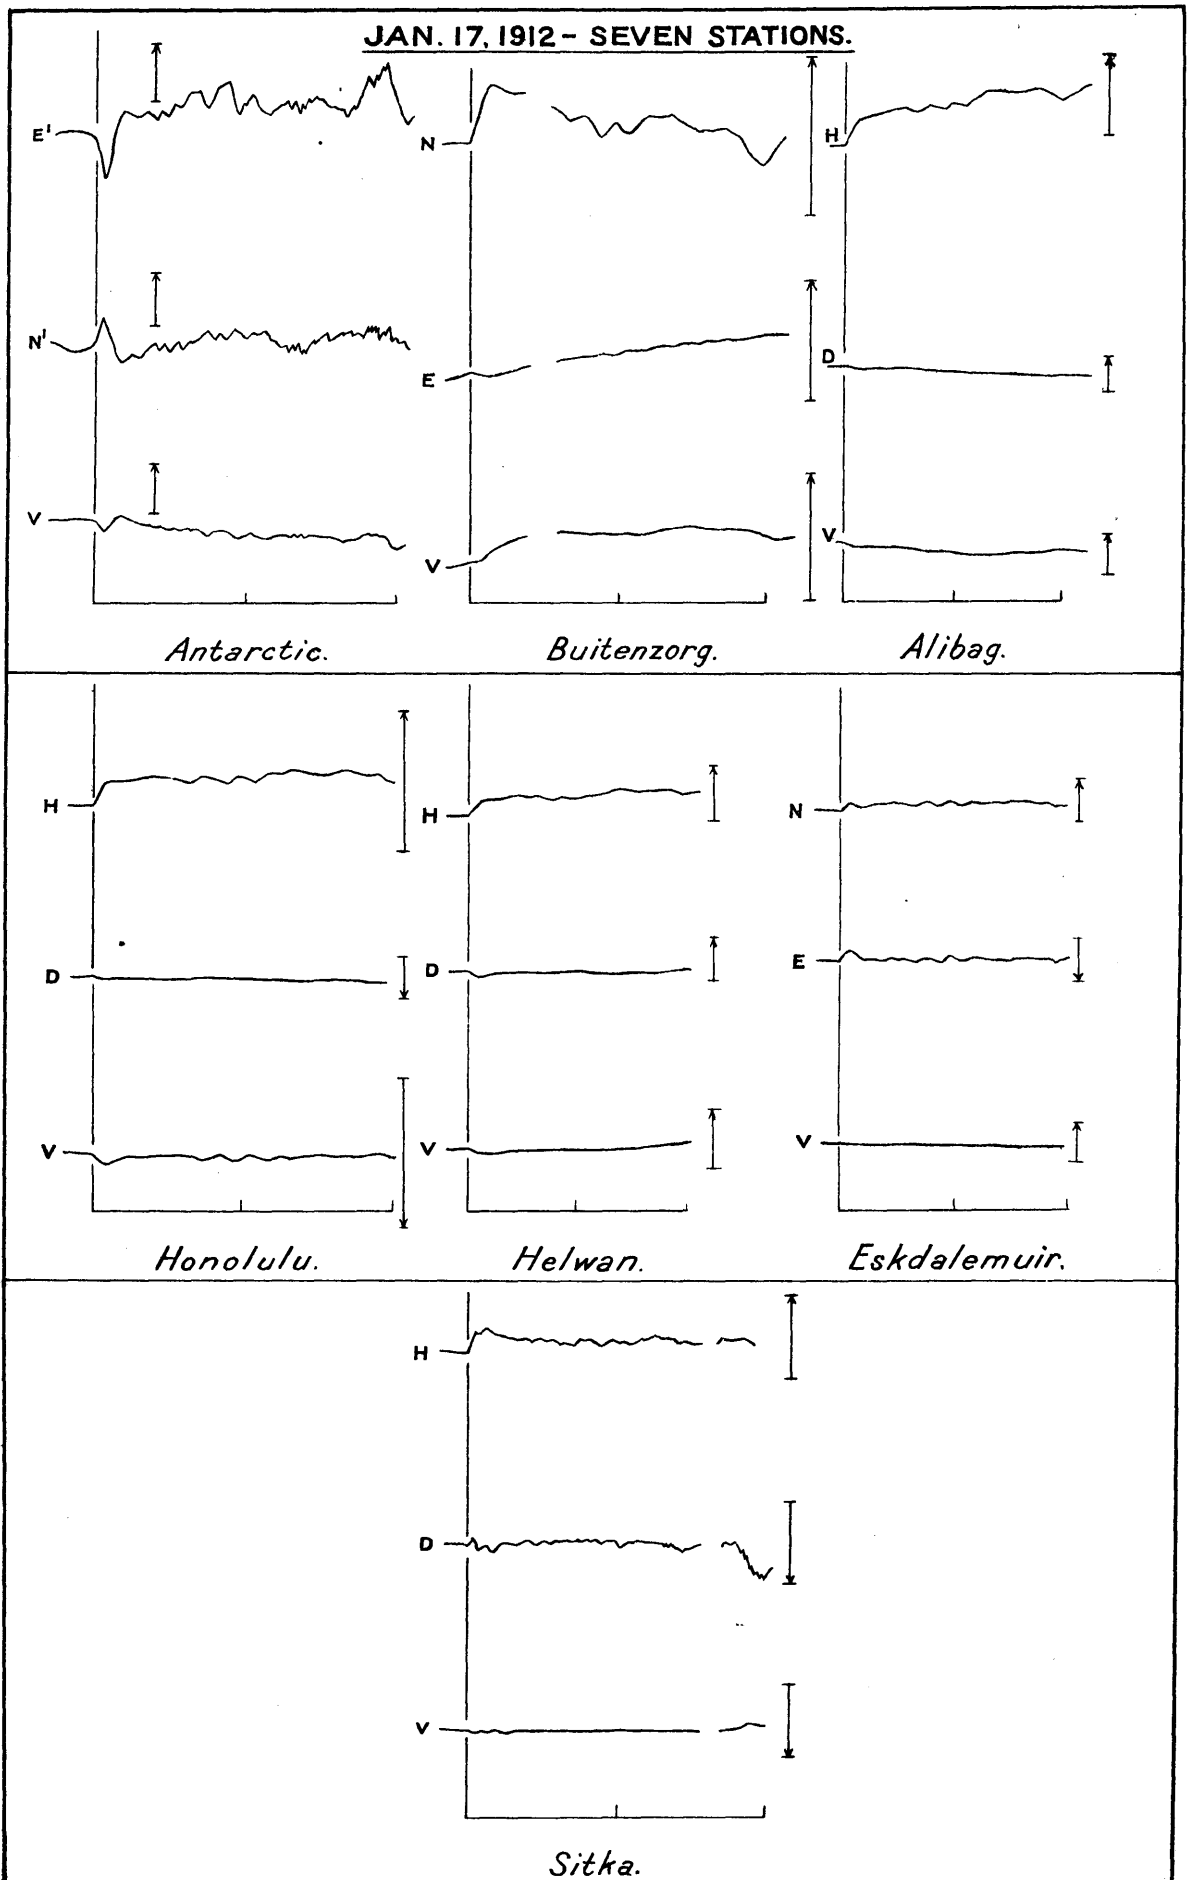 JAN. 17, 1912 - SEVEN STATIONS.
E'
N'
V
Antarctic.
N
E
V
Buitenzorg.
H
D
V
Alibag.
H
D
V
Honolulu.
H
D
V
Helwan.
N
E
V
Eskdalemuir.
H
D
V
Sitka.